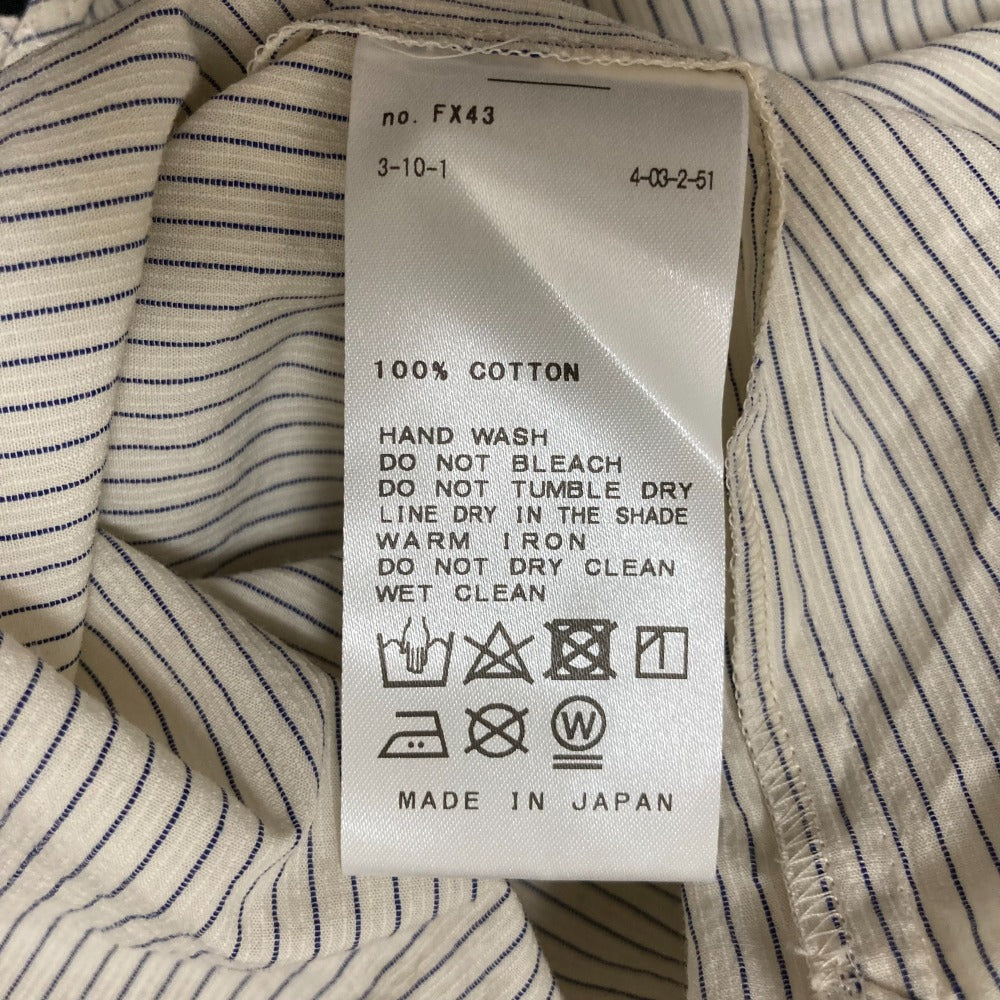 no. FX43
3-10-1 4-03-2-51
100% COTTON
HAND WASH
DO NOT BLEACH
DO NOT TUMBLE DRY
LINE DRY IN THE SHADE
WARM IRON
DO NOT DRY CLEAN
WET CLEAN
W
MADE IN JAPAN